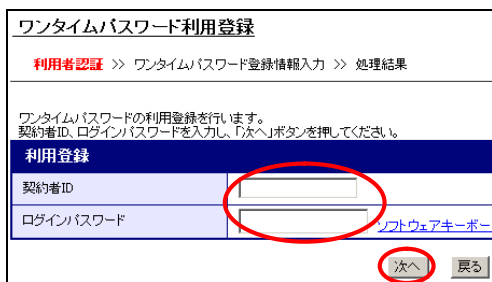 ワンタイムパスワード利用登録
利用者認証 >> ワンタイムパスワード登録情報入力 >> 処理結果
ワンタイムパスワードの利用登録を行います。
契約者ID、ログインパスワードを入力し、「次へ」ボタンを押してください。
利用登録
契約者ID
ログインパスワード
ソフトウェアキーボー
次へ 戻る